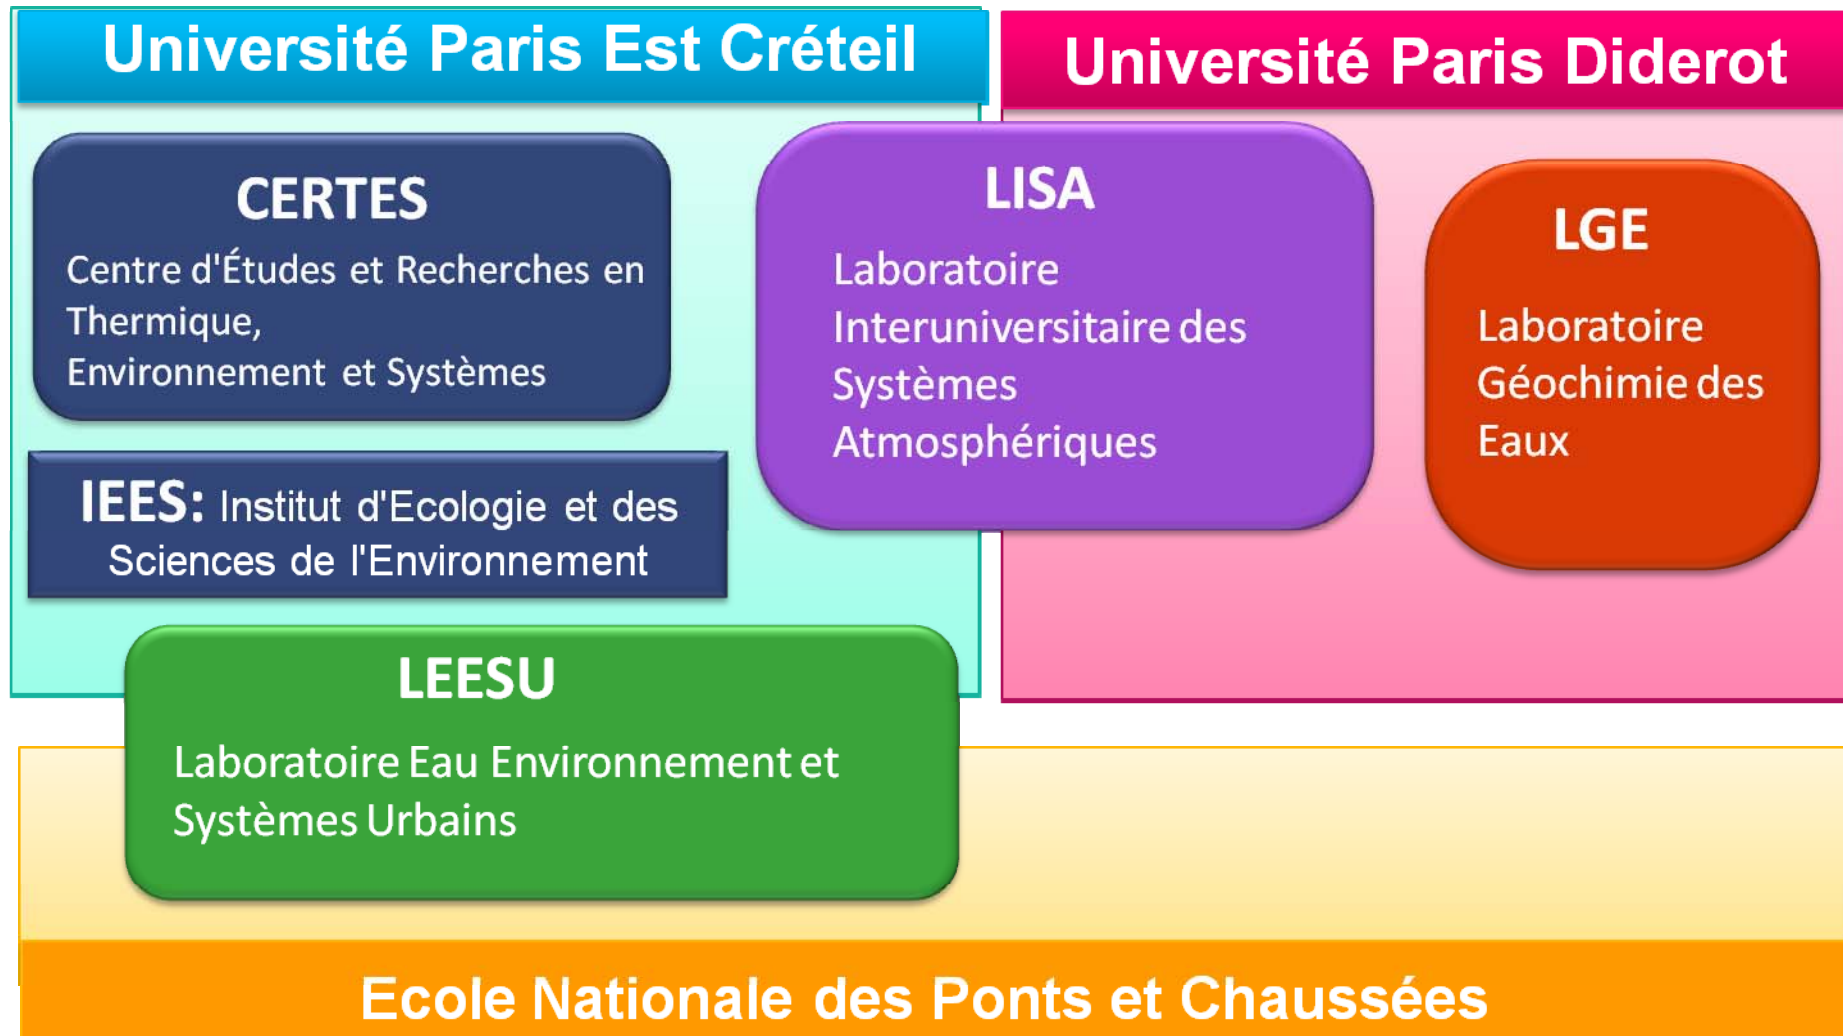 Université Paris Est Créteil
Université Paris Diderot
CERTES
Centre d'Études et Recherches en
Thermique,
Environnement et Systèmes
LISA
Laboratoire
Interuniversitaire des
Systèmes
Atmosphériques
LGE
Laboratoire
Géochimie des
Eaux
IEES: Institut d'Ecologie et des
Sciences de l'Environnement
LEESU
Laboratoire Eau Environnement et
Systèmes Urbains
Ecole Nationale des Ponts et Chaussées